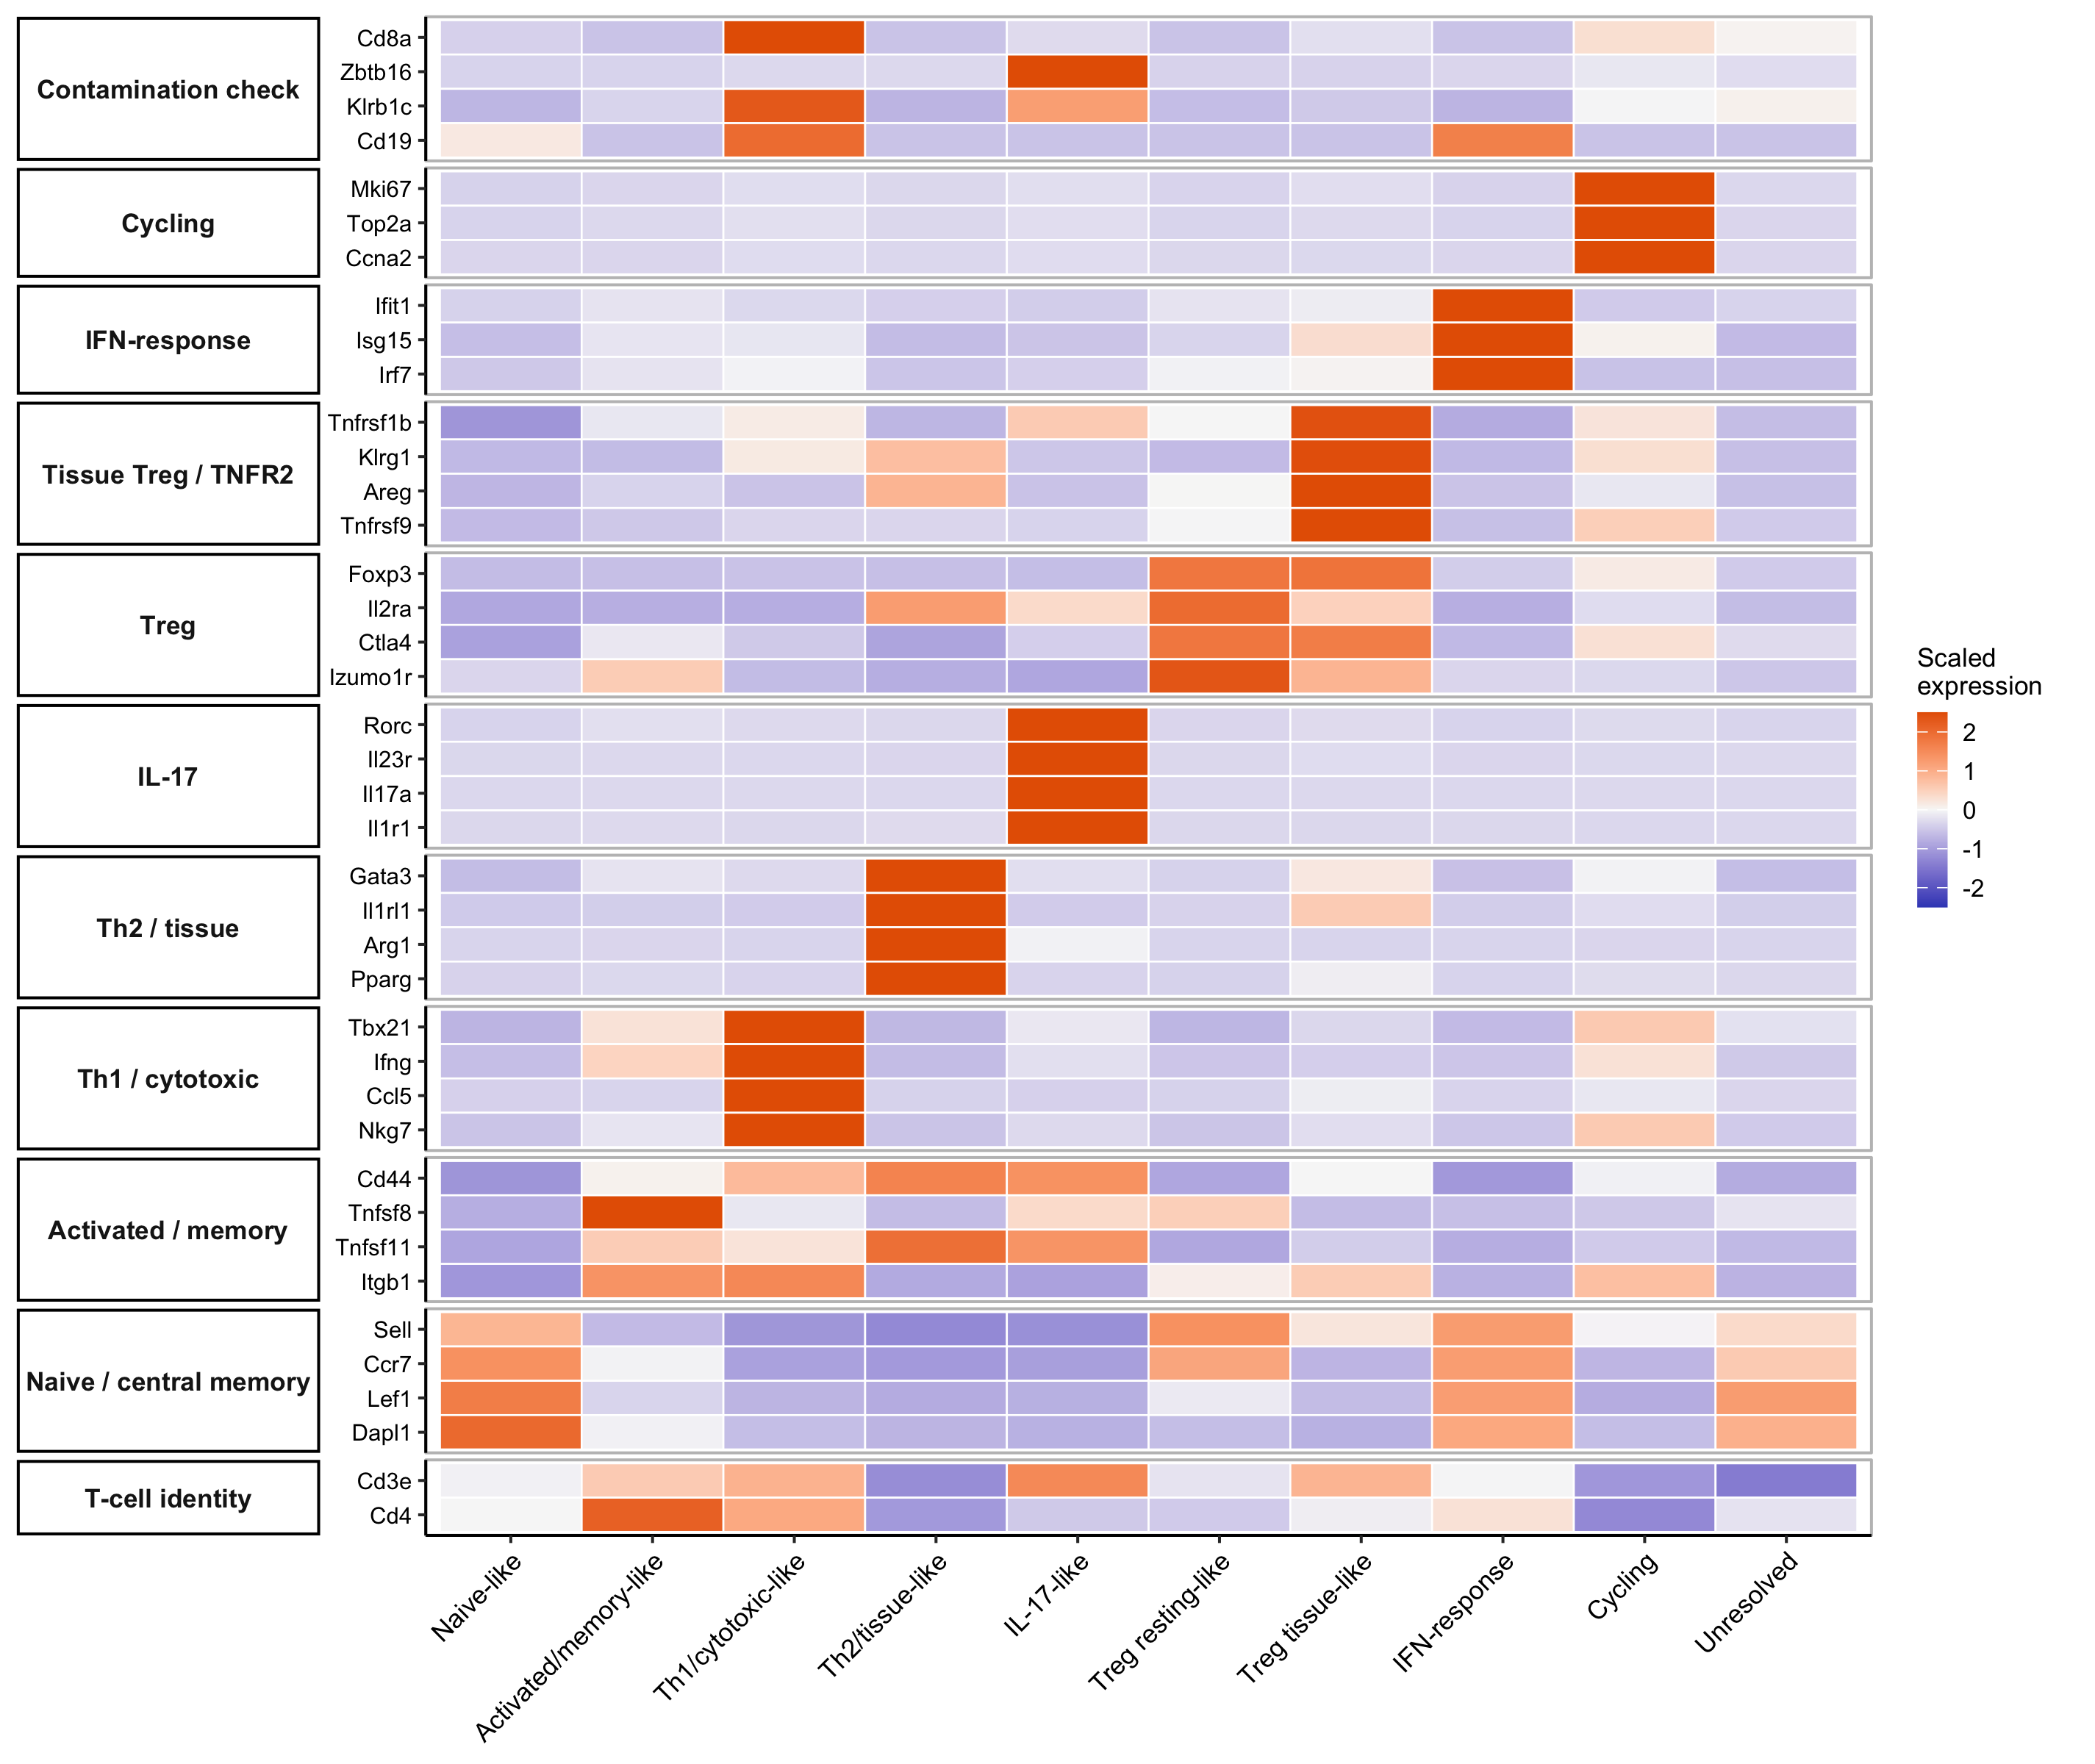 Contamination check
Cd8a
Zbtb16
Klrb1c
Cd19
Cycling
Mki67
Top2a
Ccna2
IFN-response
Ifit1
Isg15
Irf7
Tissue Treg / TNFR2
Tnfrsf1b
Klrg1
Areg
Tnfrsf9
Treg
Foxp3
Il2ra
Ctla4
Izumo1r
IL-17
Rorc
Il23r
Il17a
Il1r1
Th2 / tissue
Gata3
Il1rl1
Arg1
Pparg
Th1 / cytotoxic
Tbx21
Ifng
Ccl5
Nkg7
Activated / memory
Cd44
Tnfsf8
Tnfsf11
Itgb1
Naive / central memory
Sell
Ccr7
Lef1
Dapl1
T-cell identity
Cd3e
Cd4
Naive-like
Activated/memory-like
Th1/cytotoxic-like
Th2/tissue-like
IL-17-like
Treg resting-like
Treg tissue-like
IFN-response
Cycling
Unresolved
Scaled
expression
2
1
0
-1
-2